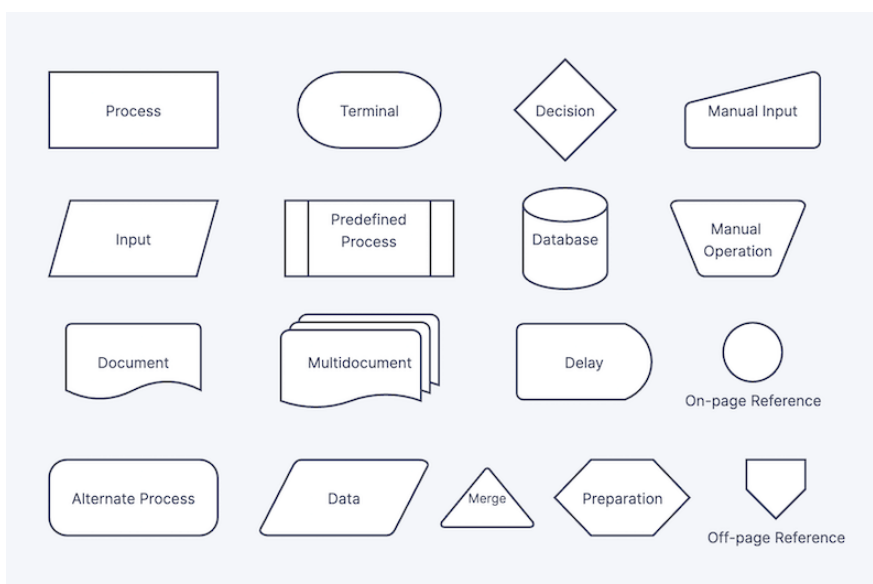 Process
Terminal
Decision
Manual Input
Input
Predefined
Process
Database
Manual
Operation
Document
Multidocument
Delay
On-page Reference
Alternate Process
Data
Merge
Preparation
Off-page Reference